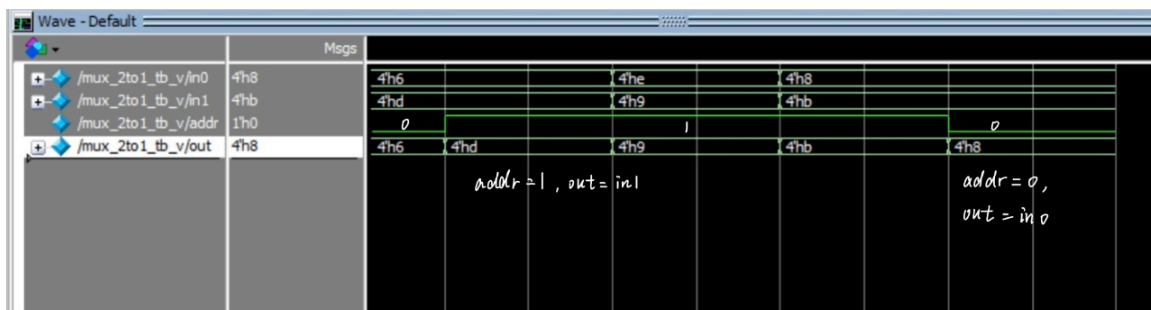 Wave - Default
Msgs
/mux_2to1_tb_v/in0 4'h8 4'h6 4'he 4'h8
/mux_2to1_tb_v/in1 4'hb 4'hd 4'h9 4'hb
/mux_2to1_tb_v/addr 1'h0 0 1 0
/mux_2to1_tb_v/out 4'h8 4'h6 4'hd 4'h9 4'hb 4'h8
addr=1, out=in1
addr=0,
out=in0